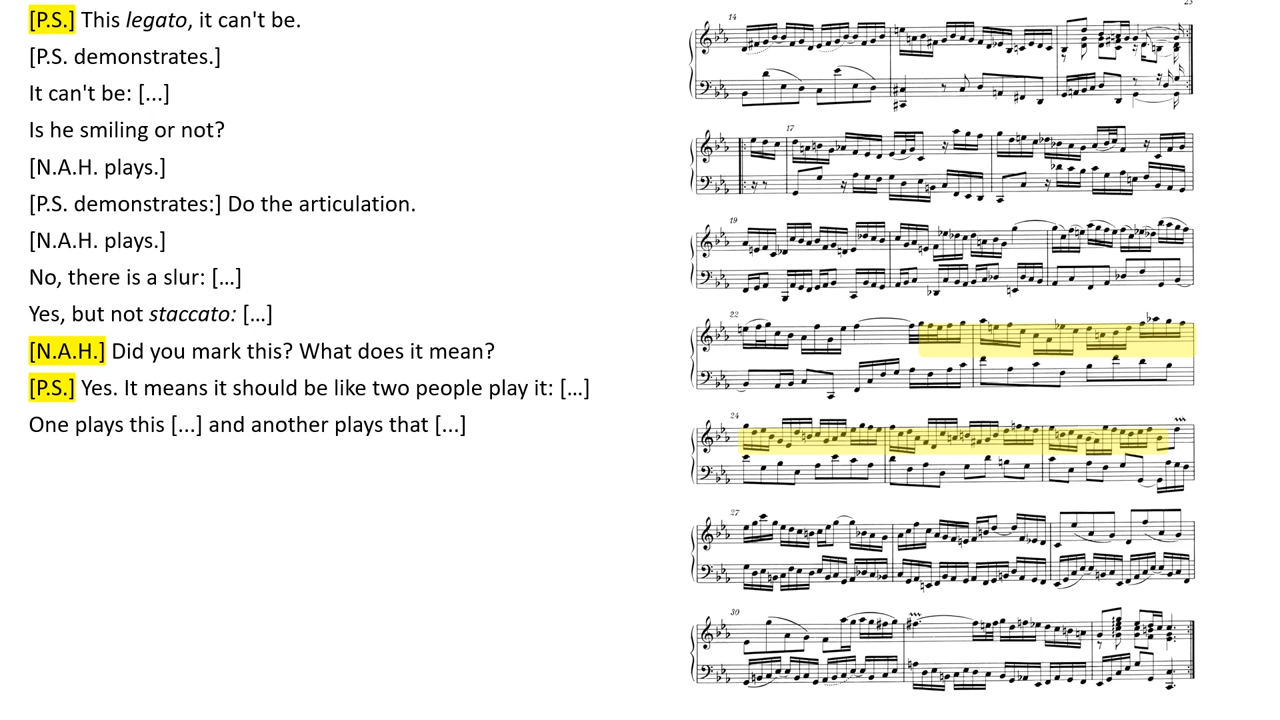 [P.S.] This legato, it can't be.
[P.S. demonstrates.]
It can't be: [...]
Is he smiling or not?
[N.A.H. plays.]
[P.S. demonstrates:] Do the articulation.
[N.A.H. plays.]
No, there is a slur: [...]
Yes, but not staccato: [...]
[N.A.H.] Did you mark this? What does it mean?
[P.S.] Yes. It means it should be like two people play it: [...]
One plays this [...] and another plays that [...]
23
14
17
19
22
24
27
30